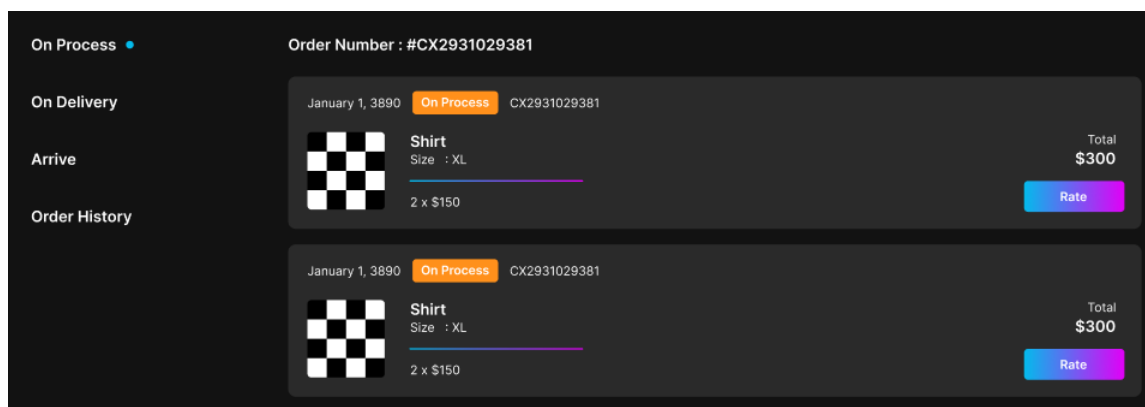 On Process
On Delivery
Arrive
Order History
Order Number : #CX2931029381
January 1, 3890 On Process CX2931029381
Shirt
Size : XL
2 x $150
Total
$300
Rate
January 1, 3890 On Process CX2931029381
Shirt
Size : XL
2 x $150
Total
$300
Rate